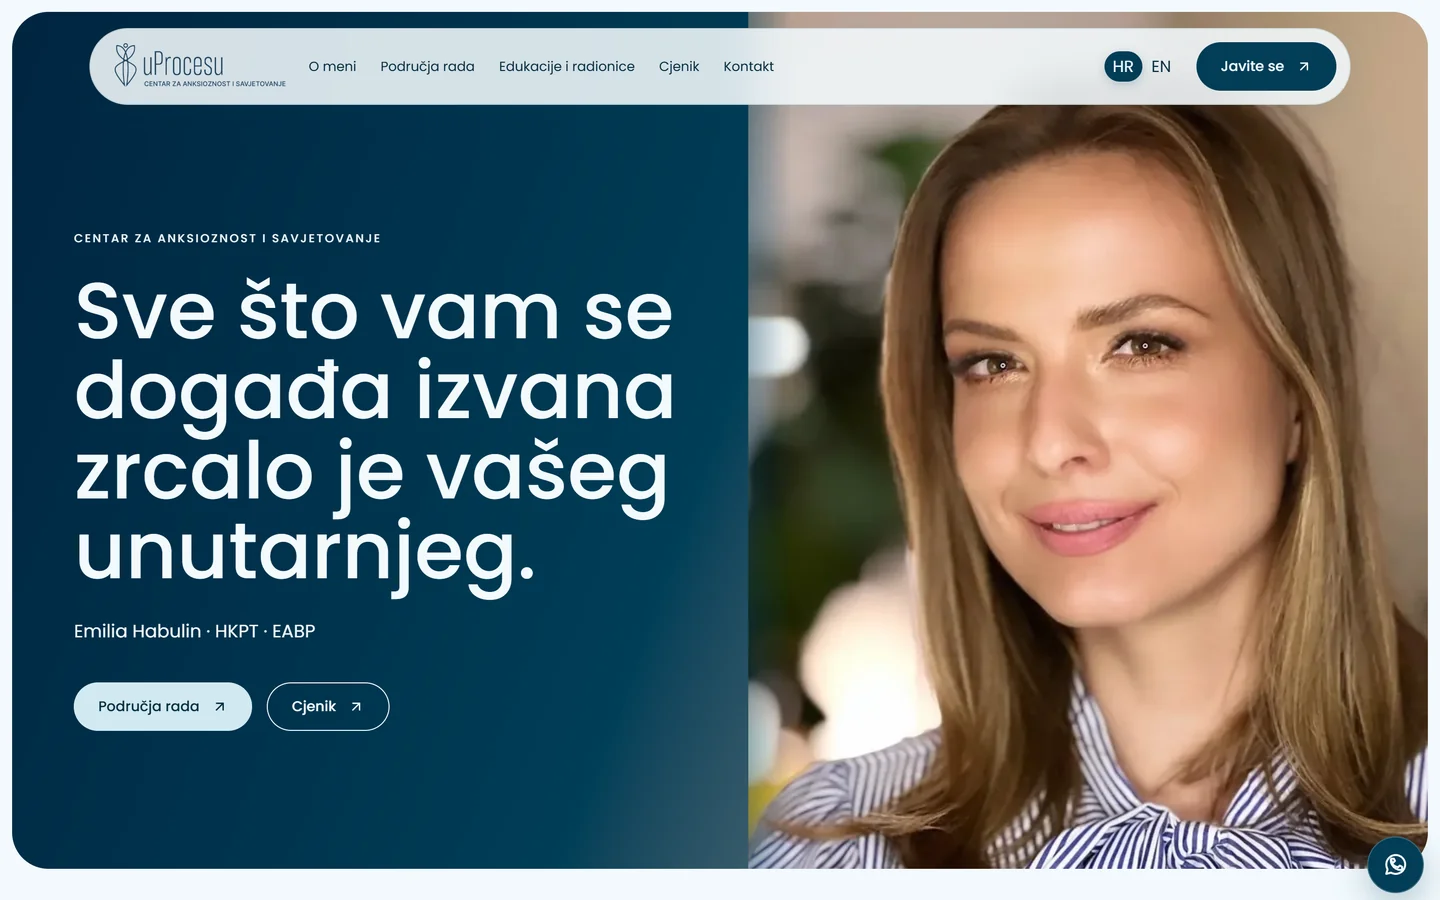 uProcesu
CENTAR ZA ANKSIOZNOST I SAVJETOVANJE
O meni
Područja rada
Edukacije i radionice
Cjenik
Kontakt
HR
EN
Javite se
CENTAR ZA ANKSIOZNOST I SAVJETOVANJE
Sve što vam se
događa izvana
zrcalo je vašeg
unutarnjeg.
Emilia Habulin · HKPT · EABP
Područja rada
Cjenik